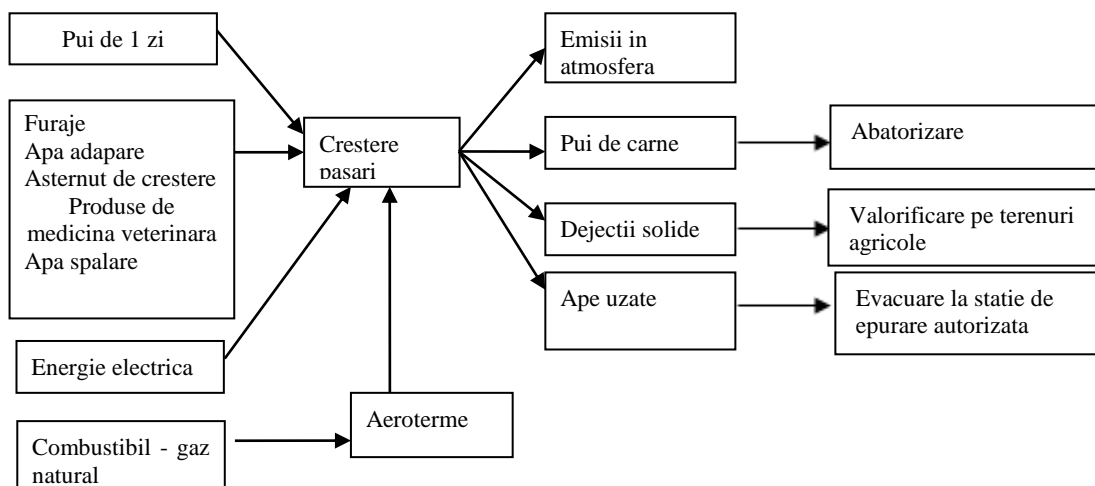 Pui de 1 zi
Furaje
Apa adapare
Asternut de crestere
Produse de
medicina veterinara
Apa spalare
Energie electrica
Combustibil - gaz
natural
Crestere
pasari
Aeroterme
Emisii in
atmosfera
Pui de carne
Dejectii solide
Ape uzate
Abatorizare
Valorificare pe terenuri
agricole
Evacuare la statie de
epurare autorizata